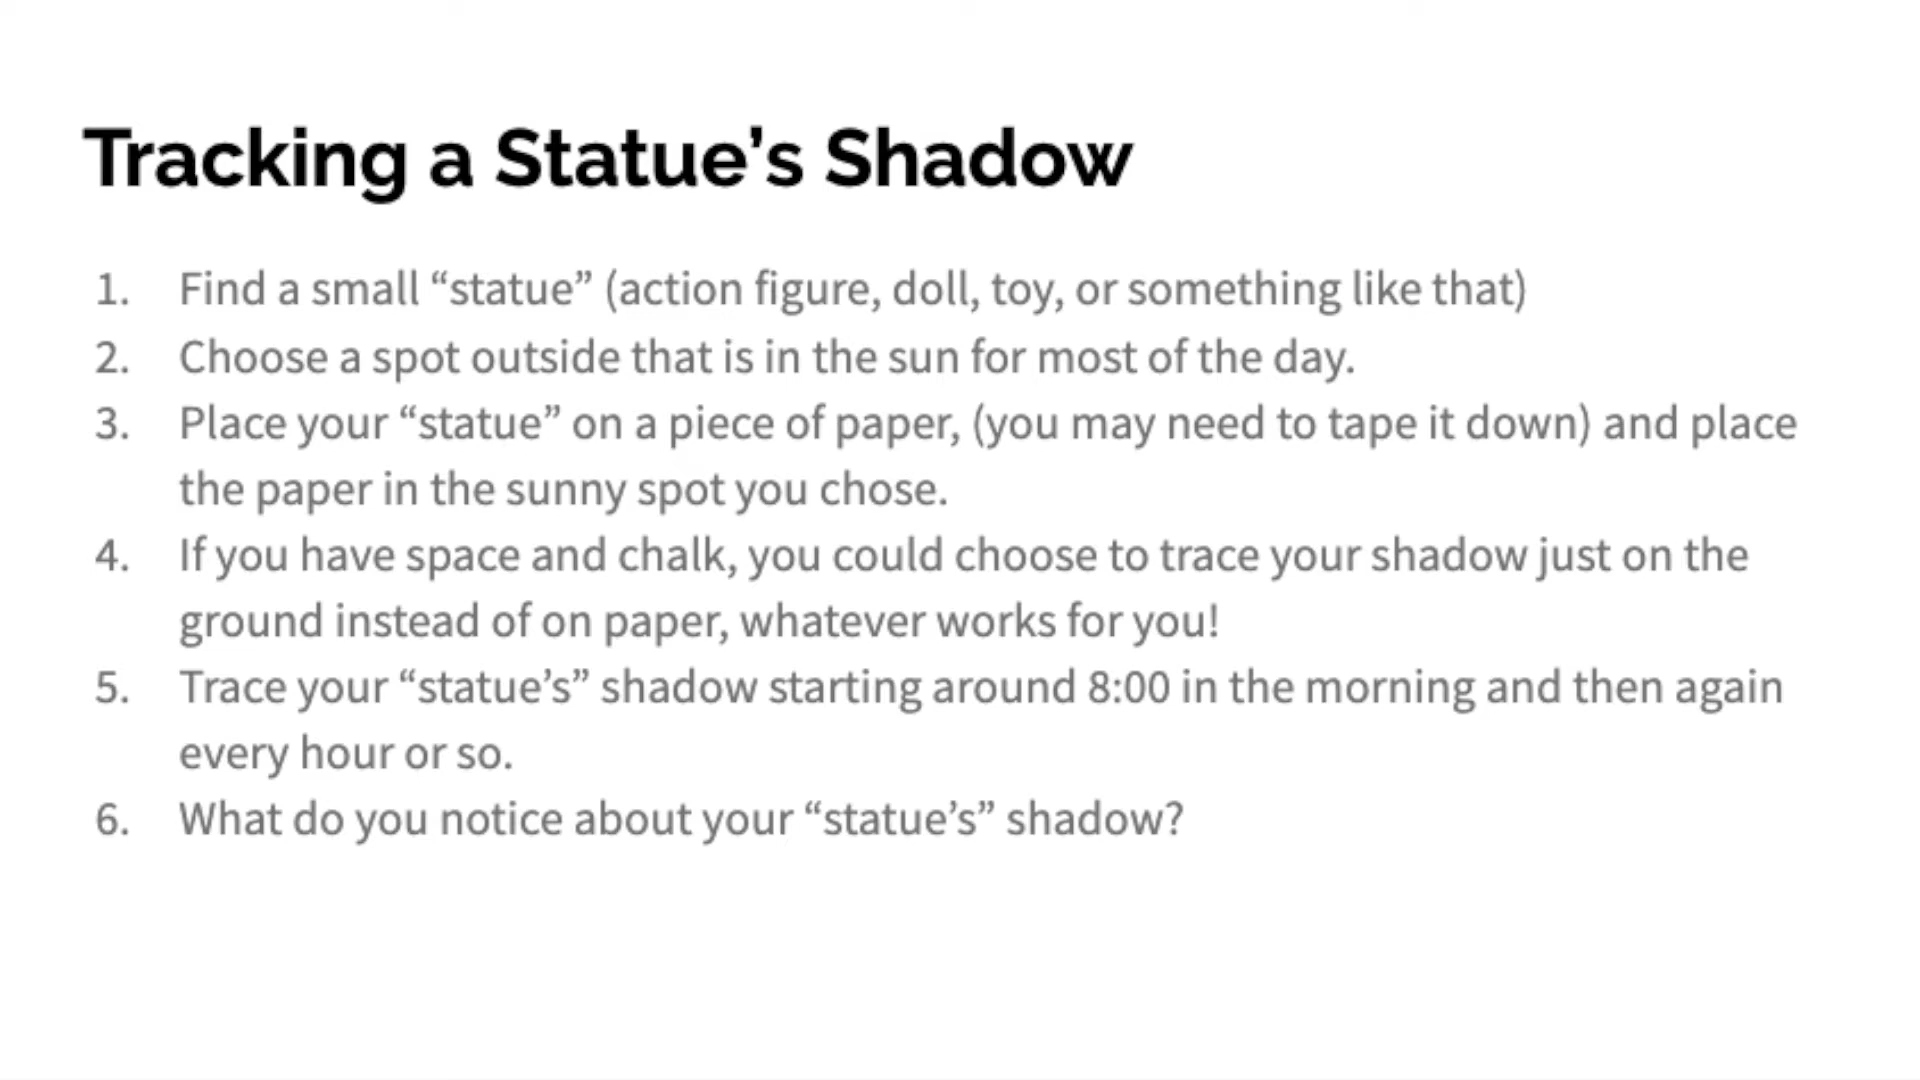 Tracking a Statue’s Shadow
1. Find a small “statue” (action figure, doll, toy, or something like that)
2. Choose a spot outside that is in the sun for most of the day.
3. Place your “statue” on a piece of paper, (you may need to tape it down) and place
the paper in the sunny spot you chose.
4. If you have space and chalk, you could choose to trace your shadow just on the
ground instead of on paper, whatever works for you!
5. Trace your “statue’s” shadow starting around 8:00 in the morning and then again
every hour or so.
6. What do you notice about your “statue’s” shadow?